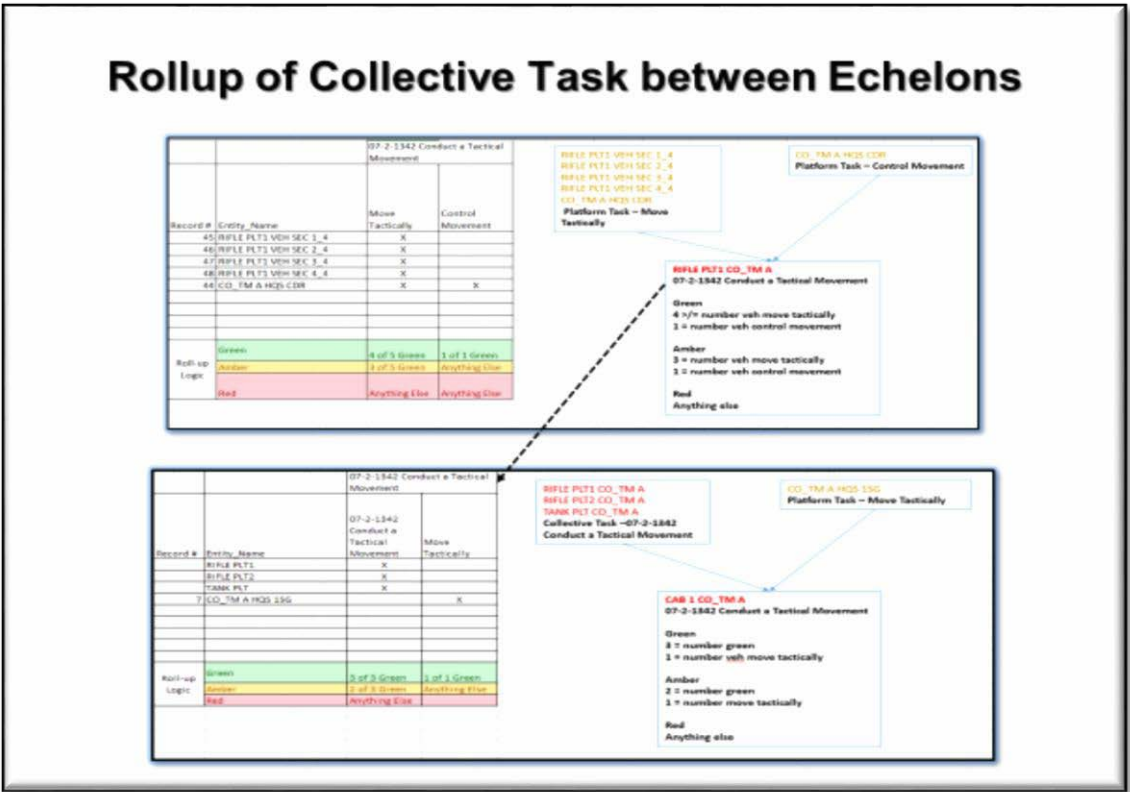 Rollup of Collective Task between Echelons
07-2-1342 Conduct a Tactical
Movement
Move
Tactically
Control
Movement
Record # Entity_Name
45 RIFLE PLT1 VEH SEC 1_4 X
46 RIFLE PLT1 VEH SEC 2_4 X
47 RIFLE PLT1 VEH SEC 3_4 X
48 RIFLE PLT1 VEH SEC 4_4 X
44 CO_TM A HQS CDR X X
Roll-up
Logic
Green 4 of 5 Green 1 of 1 Green
Amber 3 of 5 Green Anything Else
Red Anything Else Anything Else
RIFLE PLT1 VEH SEC 1_4
RIFLE PLT1 VEH SEC 2_4
RIFLE PLT1 VEH SEC 3_4
RIFLE PLT1 VEH SEC 4_4
CO_TM A HQS CDR
Platform Task – Move
Tactically
CO_TM A HQS CDR
Platform Task – Control Movement
RIFLE PLT1 CO_TM A
07-2-1342 Conduct a Tactical Movement
Green
4 >/= number veh move tactically
1 = number veh control movement
Amber
3 = number veh move tactically
1 = number veh control movement
Red
Anything else
07-2-1342 Conduct a Tactical
Movement
07-2-1342
Conduct a
Tactical
Movement
Move
Tactically
Record # Entity_Name
RIFLE PLT1 X
RIFLE PLT2 X
TANK PLT X
7 CO_TM A HQS 1SG X
Roll-up
Logic
Green 3 of 3 Green 1 of 1 Green
Amber 2 of 3 Green Anything Else
Red Anything Else
RIFLE PLT1 CO_TM A
RIFLE PLT2 CO_TM A
TANK PLT CO_TM A
Collective Task –07-2-1342
Conduct a Tactical Movement
CO_TM A HQS 1SG
Platform Task – Move Tactically
CAB 1 CO_TM A
07-2-1342 Conduct a Tactical Movement
Green
3 = number green
1 = number veh move tactically
Amber
2 = number green
1 = number move tactically
Red
Anything else